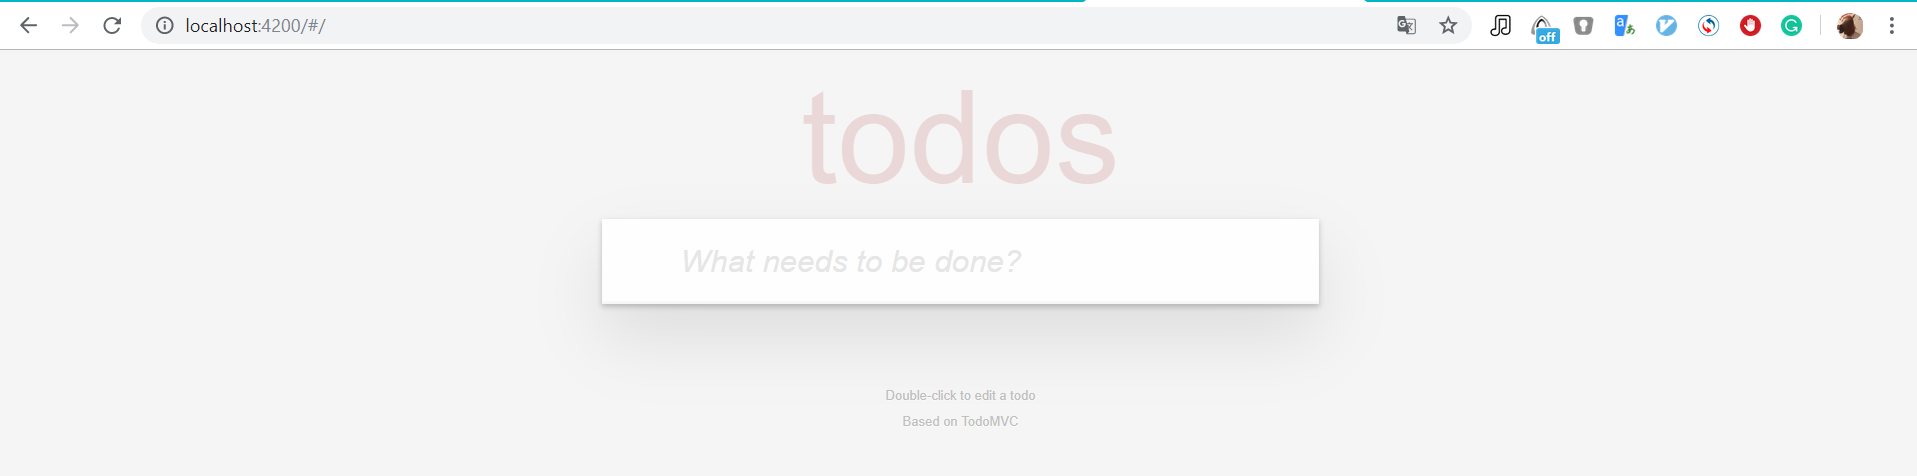 localhost:4200/#/
off
todos
What needs to be done?
Double-click to edit a todo
Based on TodoMVC